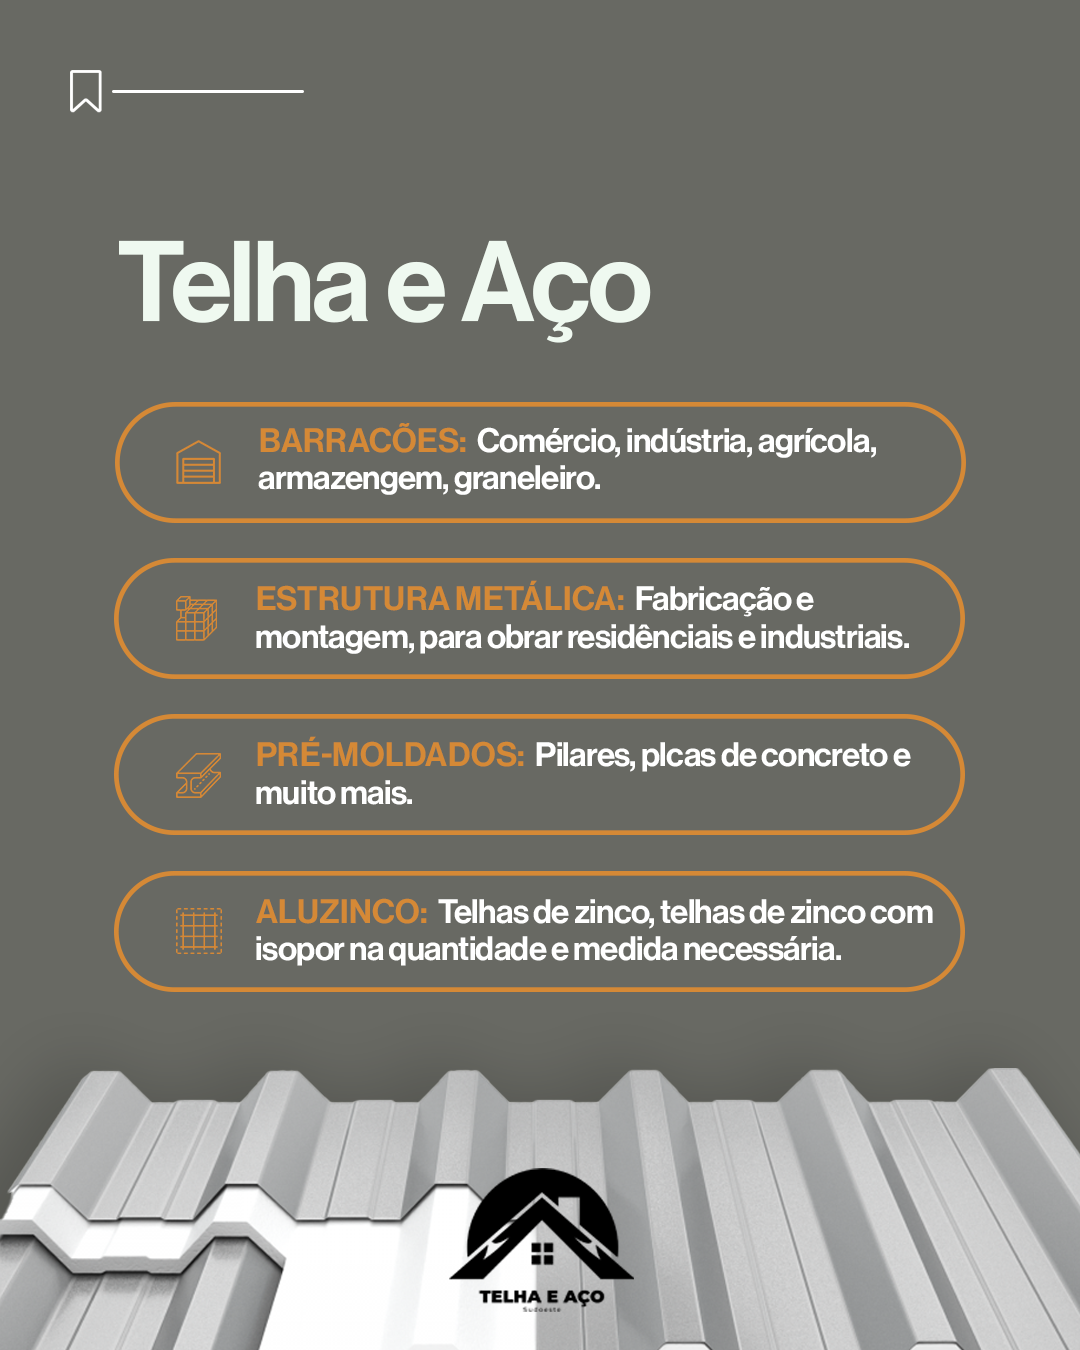 Telha e Aço
BARRACÕES: Comércio, indústria, agrícola,
armazengem, graneleiro.
ESTRUTURA METÁLICA: Fabricação e
montagem, para obrar residênciais e industriais.
PRÉ-MOLDADOS: Pilares, plcas de concreto e
muito mais.
ALUZINCO: Telhas de zinco, telhas de zinco com
isopor na quantidade e medida necessária.
TELHA E AÇO
Sudoeste